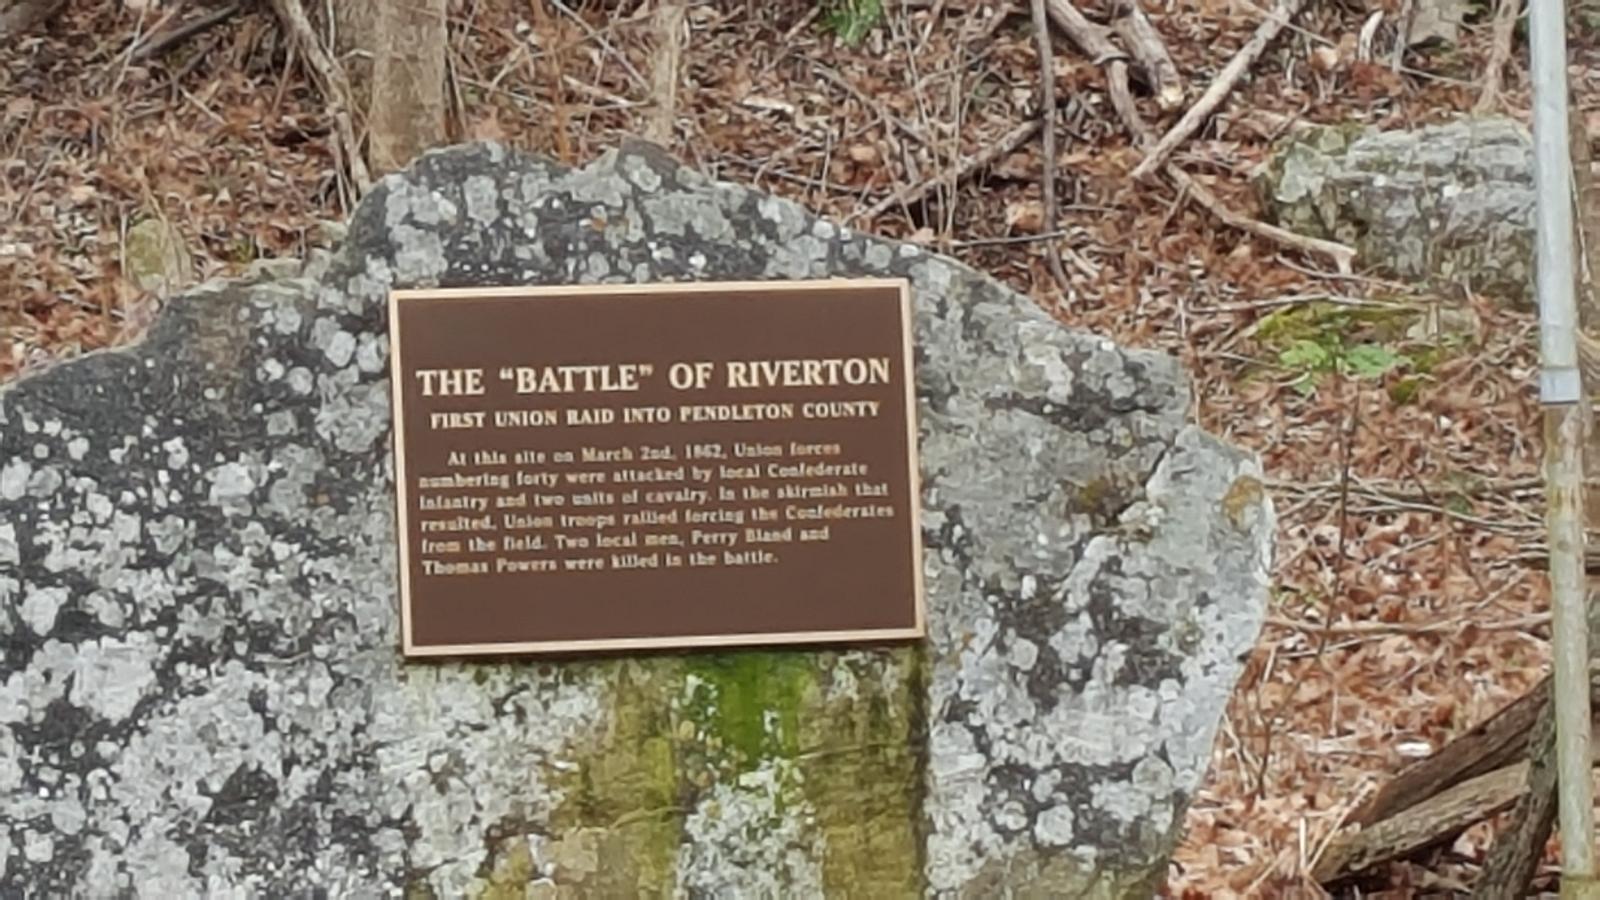 THE “BATTLE” OF RIVERTON
FIRST UNION RAID INTO PENDLETON COUNTY
At this site on March 2nd, 1862, Union forces
numbering forty were attacked by local Confederate
infantry and two units of cavalry. In the skirmish that
resulted, Union troops rallied forcing the Confederates
from the field. Two local men, Perry Bland and
Thomas Powers were killed in the battle.